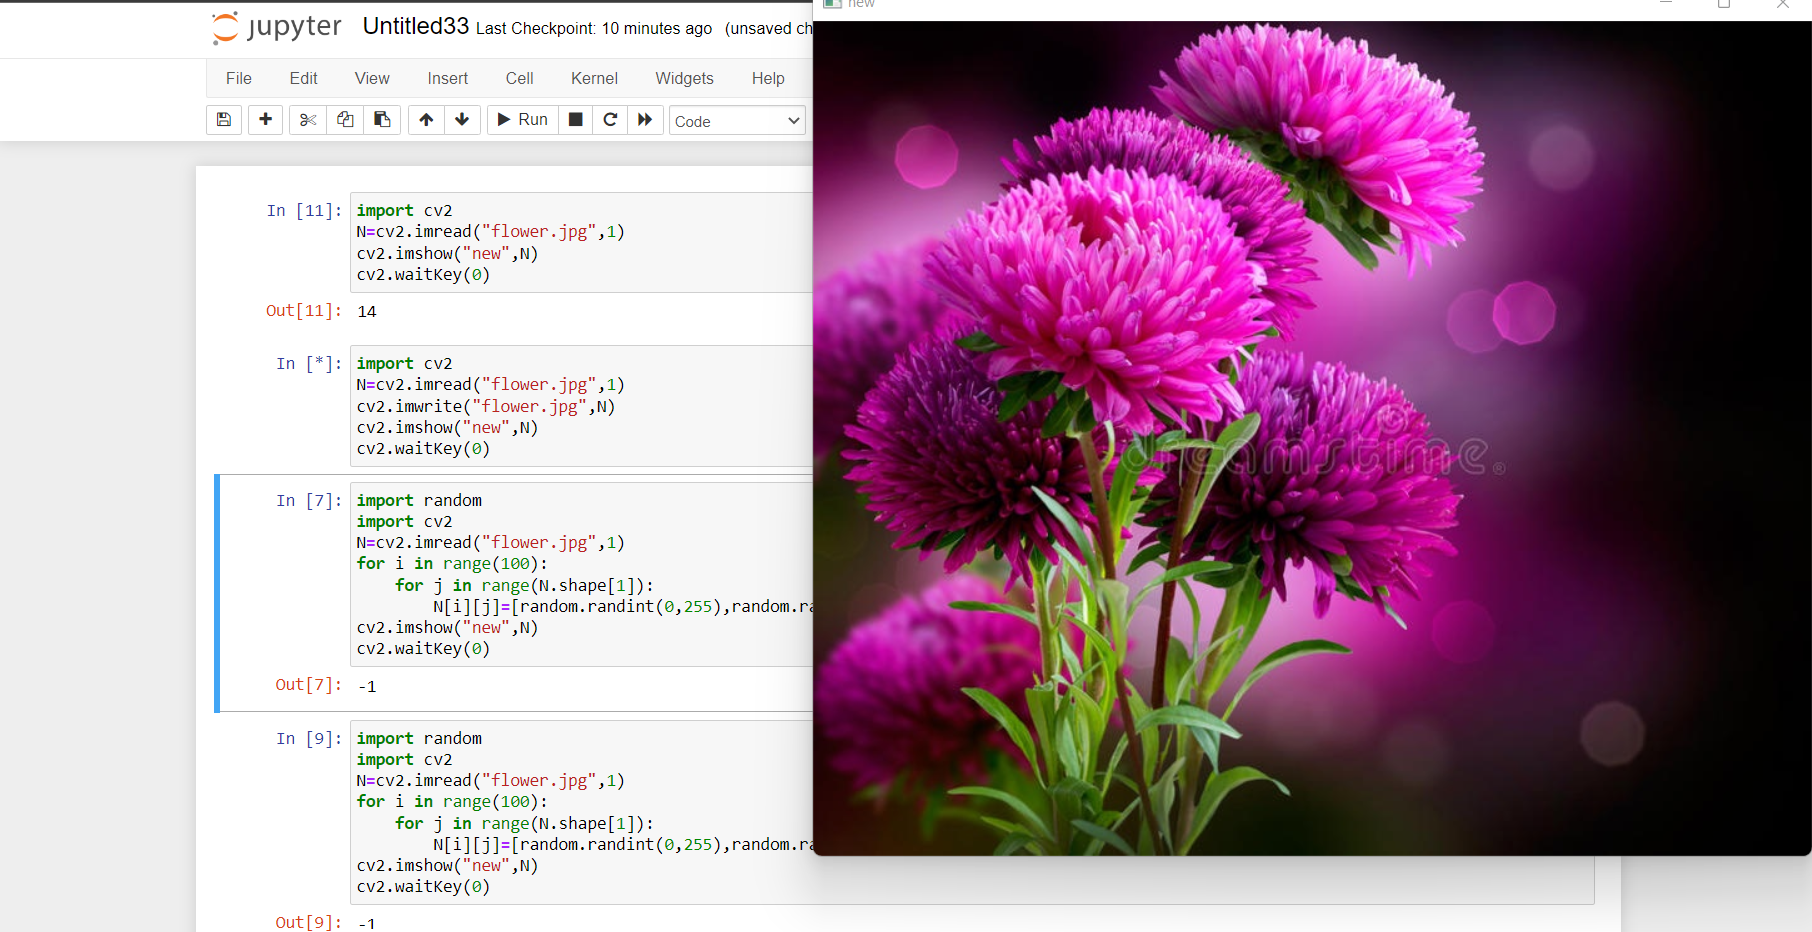 jupyter Untitled33 Last Checkpoint: 10 minutes ago (unsaved ch
new
File Edit View Insert Cell Kernel Widgets Help
Run Code
In [11]: import cv2
N=cv2.imread("flower.jpg",1)
cv2.imshow("new",N)
cv2.waitKey(0)
Out[11]: 14
In [*]: import cv2
N=cv2.imread("flower.jpg",1)
cv2.imwrite("flower.jpg",N)
cv2.imshow("new",N)
cv2.waitKey(0)
In [7]: import random
import cv2
N=cv2.imread("flower.jpg",1)
for i in range(100):
for j in range(N.shape[1]):
N[i][j]=[random.randint(0,255),random.ra
cv2.imshow("new",N)
cv2.waitKey(0)
Out[7]: -1
In [9]: import random
import cv2
N=cv2.imread("flower.jpg",1)
for i in range(100):
for j in range(N.shape[1]):
N[i][j]=[random.randint(0,255),random.ra
cv2.imshow("new",N)
cv2.waitKey(0)
Out[9]: -1
dreamstime®